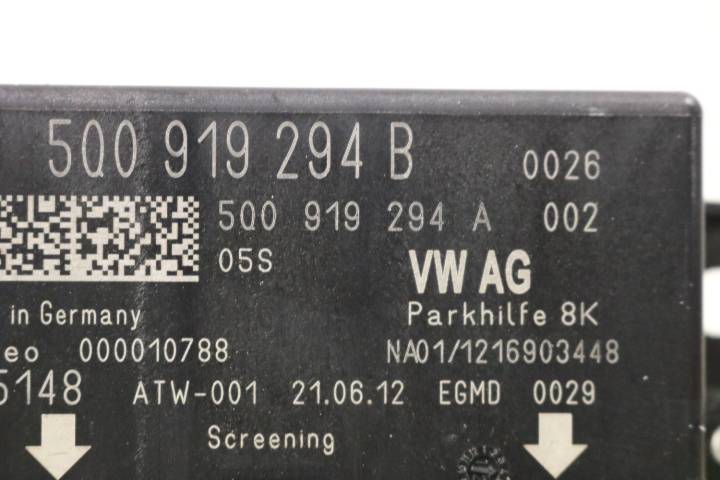 5Q0 919 294 B 0026
5Q0 919 294 A 002
05S VW AG
in Germany Parkhilfe 8K
eo 000010788 NA01/1216903448
5148 ATW-001 21.06.12 EGMD 0029
Screening